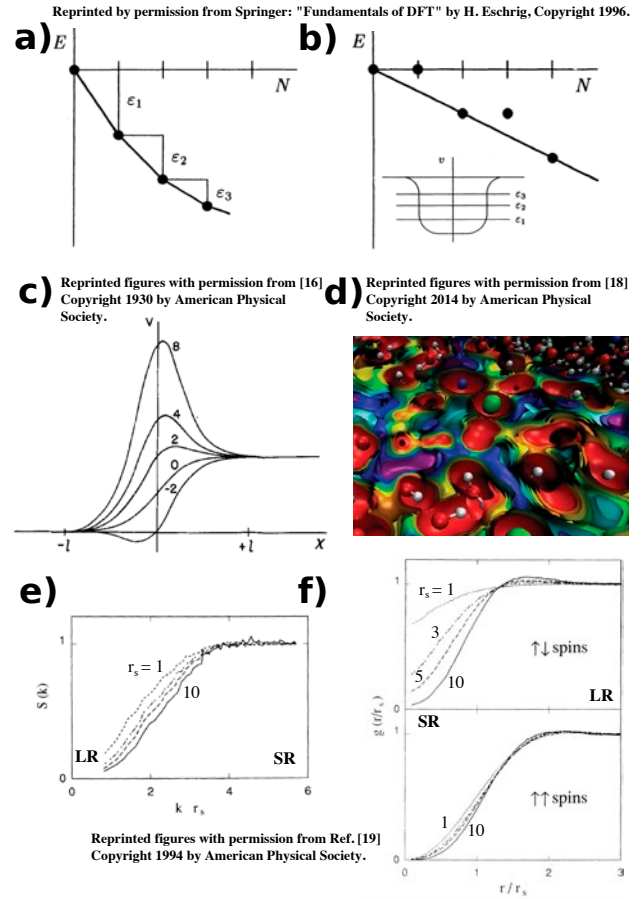 Reprinted by permission from Springer: "Fundamentals of DFT" by H. Eschrig, Copyright 1996.
a)
E
N
ε₁
ε₂
ε₃
b)
E
N
v
ε₃
ε₂
ε₁
c)
Reprinted figures with permission from [16]
Copyright 1930 by American Physical
Society.
V
8
4
2
0
-2
-l
+l
X
d)
Reprinted figures with permission from [18]
Copyright 2014 by American Physical
Society.
e)
1
S (k)
0
rₛ = 1
10
LR
SR
0
2
4
6
k rₛ
Reprinted figures with permission from Ref. [19]
Copyright 1994 by American Physical Society.
f)
1
rₛ = 1
3
5
10
↑↓ spins
LR
SR
g (r/rₛ)
1
1
10
↑↑ spins
0
0
1
2
3
r/rₛ